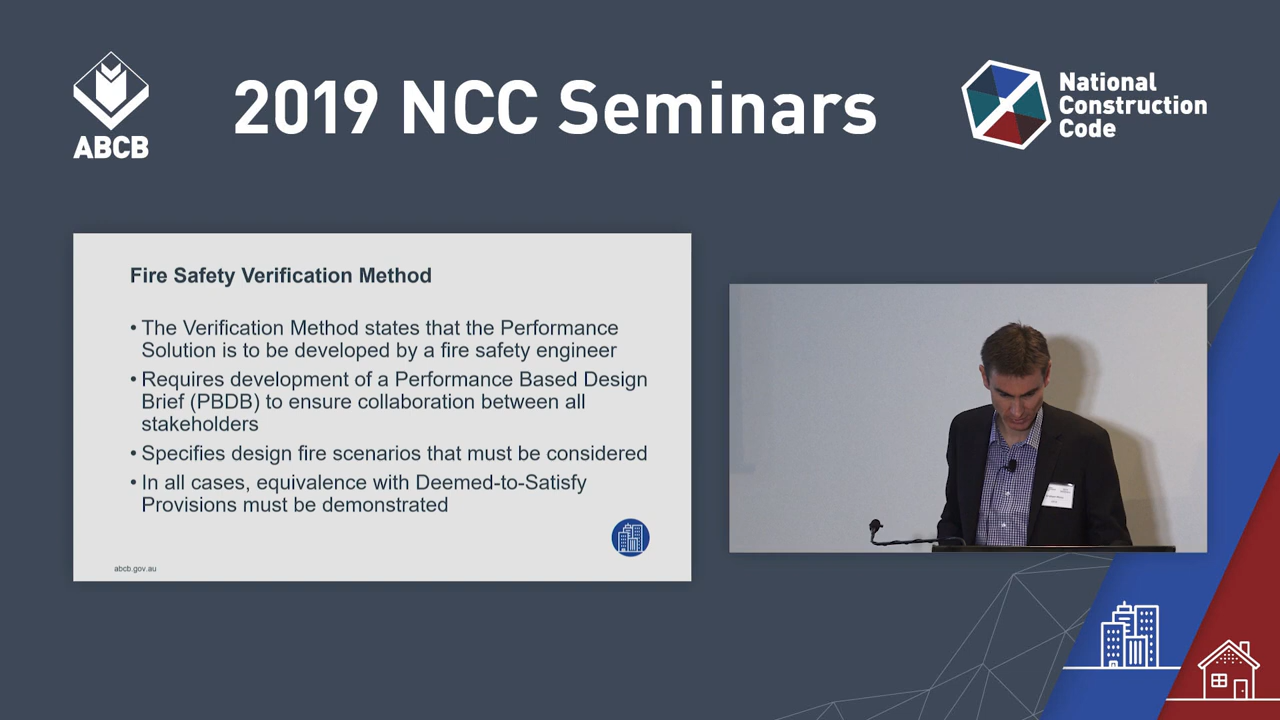 ABCB
2019 NCC Seminars
National
Construction
Code
Fire Safety Verification Method
• The Verification Method states that the Performance
Solution is to be developed by a fire safety engineer
• Requires development of a Performance Based Design
Brief (PBDB) to ensure collaboration between all
stakeholders
• Specifies design fire scenarios that must be considered
• In all cases, equivalence with Deemed-to-Satisfy
Provisions must be demonstrated
abcb.gov.au